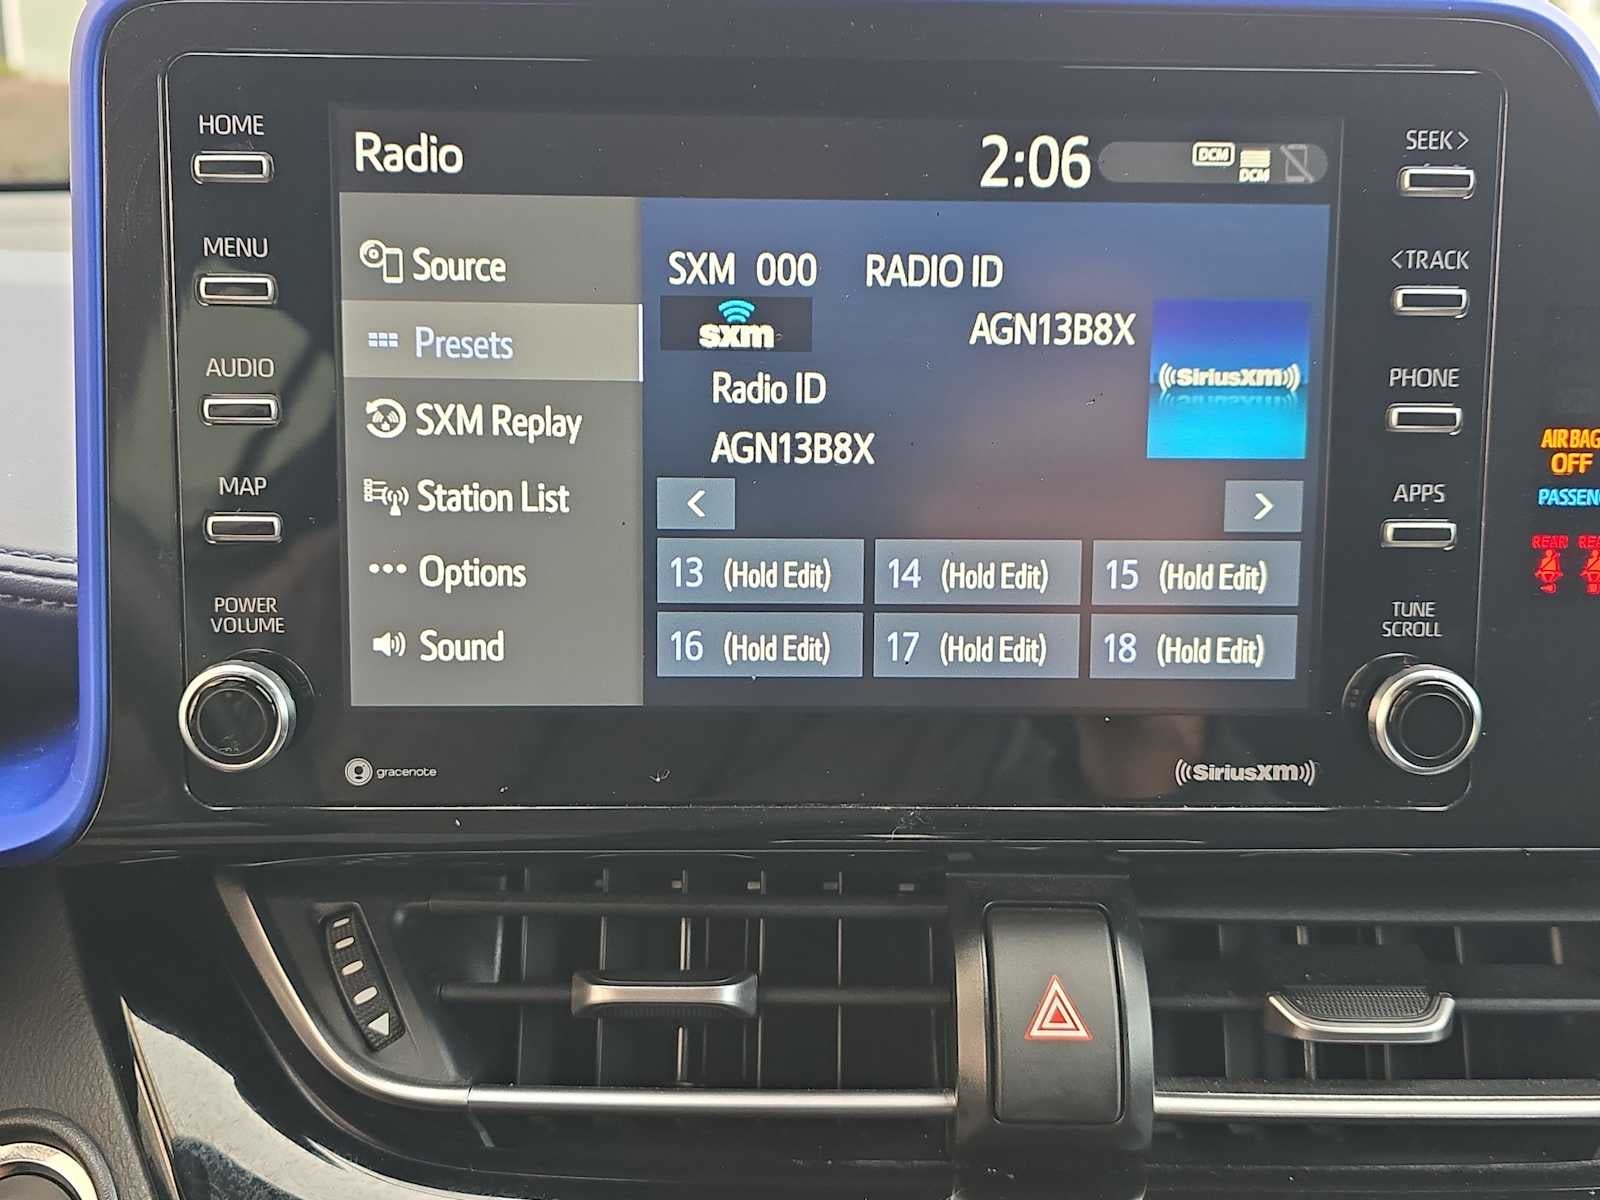 HOME
MENU
AUDIO
MAP
POWER
VOLUME
Radio
2:06
DCM
DCM
Source
Presets
SXM Replay
Station List
Options
Sound
SXM 000 RADIO ID
sxm
AGN13B8X
((SiriusXM))
Radio ID
AGN13B8X
<
>
13 (Hold Edit)
14 (Hold Edit)
15 (Hold Edit)
16 (Hold Edit)
17 (Hold Edit)
18 (Hold Edit)
gracenote
((SiriusXM))
SEEK >
< TRACK
PHONE
APPS
TUNE
SCROLL
AIR BAG
OFF
PASSEN
REAR